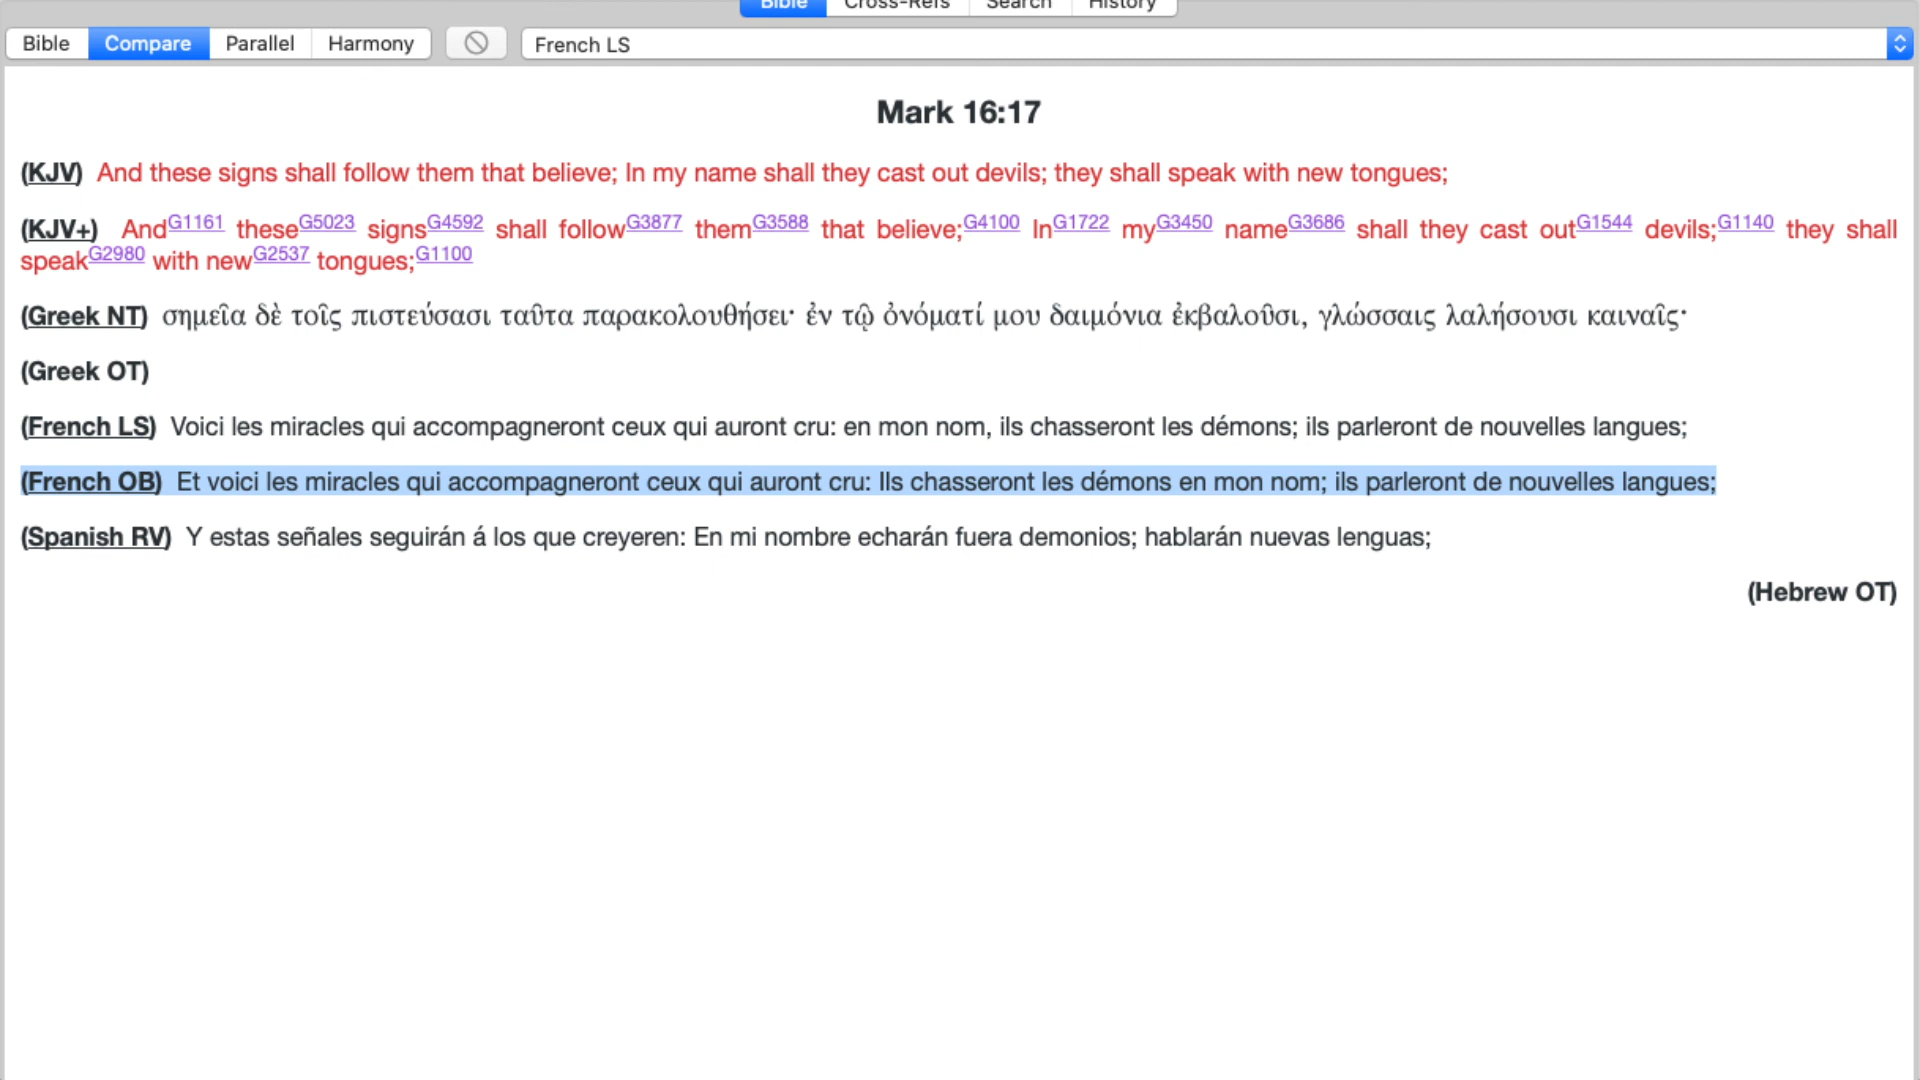 Bible Cross-Refs Search History
Bible Compare Parallel Harmony French LS
Mark 16:17
(KJV) And these signs shall follow them that believe; In my name shall they cast out devils; they shall speak with new tongues;
(KJV+) AndG1161 theseG5023 signsG4592 shall followG3877 themG3588 that believe;G4100 InG1722 myG3450 nameG3686 shall they cast outG1544 devils;G1140 they shall
speakG2980 with newG2537 tongues;G1100
(Greek NT) σημεῖα δὲ τοῖς πιστεύσασι ταῦτα παρακολουθήσει· ἐν τῷ ὀνόματί μου δαιμόνια ἐκβαλοῦσι, γλώσσαις λαλήσουσι καιναῖς·
(Greek OT)
(French LS) Voici les miracles qui accompagneront ceux qui auront cru: en mon nom, ils chasseront les démons; ils parleront de nouvelles langues;
(French OB) Et voici les miracles qui accompagneront ceux qui auront cru: Ils chasseront les démons en mon nom; ils parleront de nouvelles langues;
(Spanish RV) Y estas señales seguirán á los que creyeren: En mi nombre echarán fuera demonios; hablarán nuevas lenguas;
(Hebrew OT)